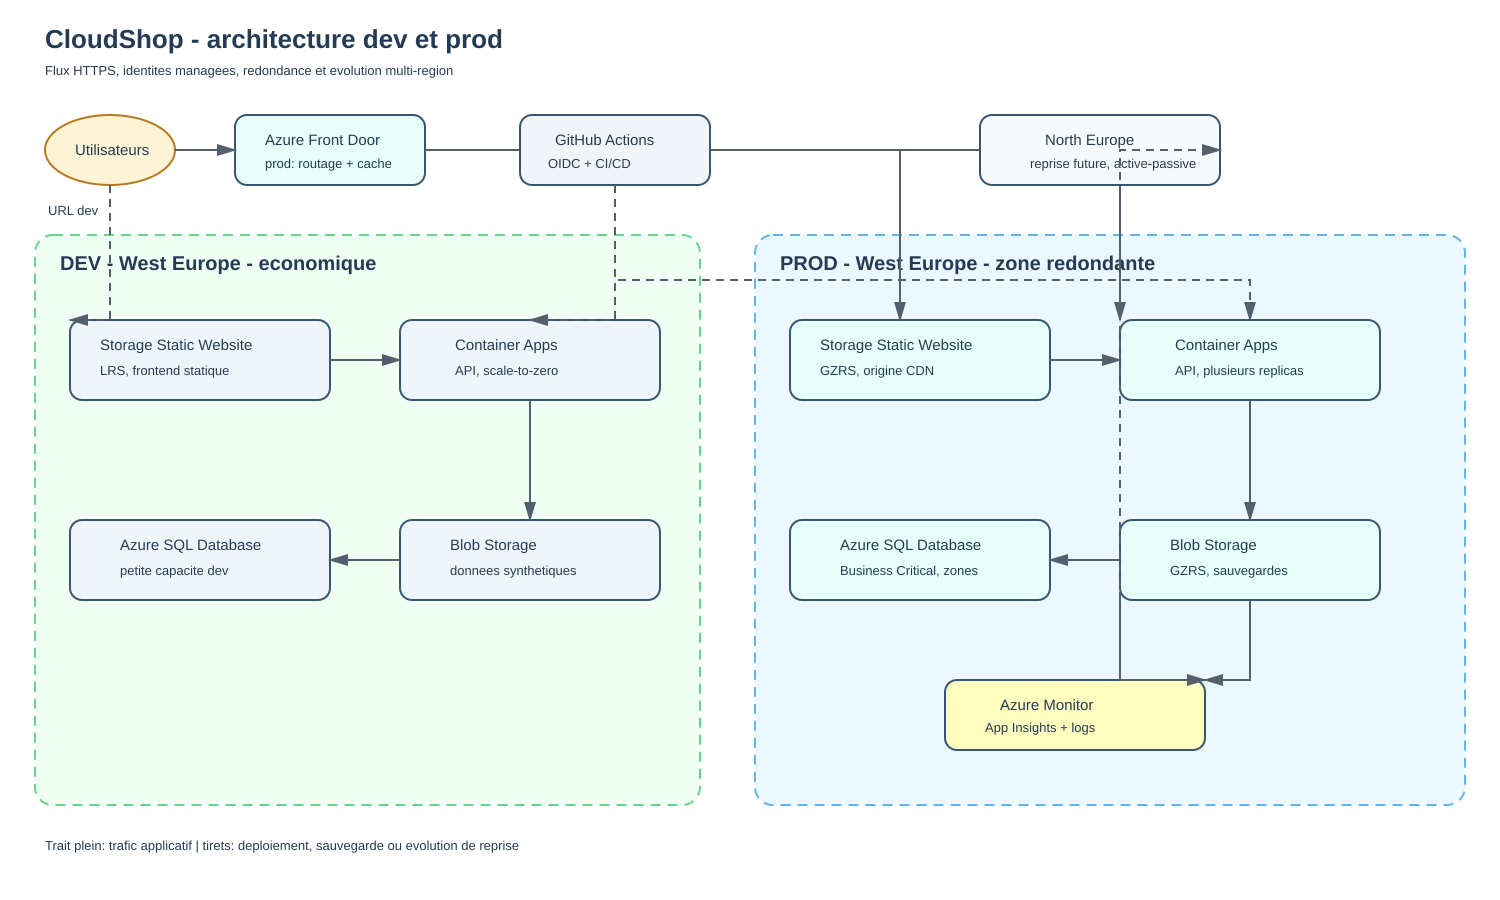 CloudShop - architecture dev et prod
Flux HTTPS, identites managees, redondance et evolution multi-region
Utilisateurs
Azure Front Door
prod: routage + cache
GitHub Actions
OIDC + CI/CD
North Europe
reprise future, active-passive
URL dev
DEV - West Europe - economique
Storage Static Website
LRS, frontend statique
Container Apps
API, scale-to-zero
Azure SQL Database
petite capacite dev
Blob Storage
donnees synthetiques
PROD - West Europe - zone redondante
Storage Static Website
GZRS, origine CDN
Container Apps
API, plusieurs replicas
Azure SQL Database
Business Critical, zones
Blob Storage
GZRS, sauvegardes
Azure Monitor
App Insights + logs
Trait plein: trafic applicatif | tirets: deploiement, sauvegarde ou evolution de reprise